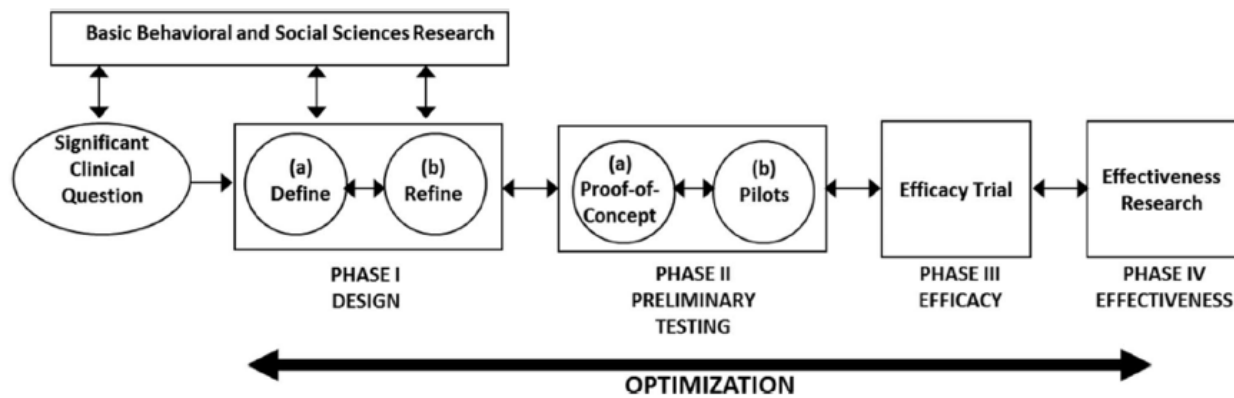 Basic Behavioral and Social Sciences Research
Significant
Clinical
Question
(a)
Define
(b)
Refine
(a)
Proof-of-
Concept
(b)
Pilots
Efficacy Trial
Effectiveness
Research
PHASE I
DESIGN
PHASE II
PRELIMINARY
TESTING
PHASE III
EFFICACY
PHASE IV
EFFECTIVENESS
OPTIMIZATION